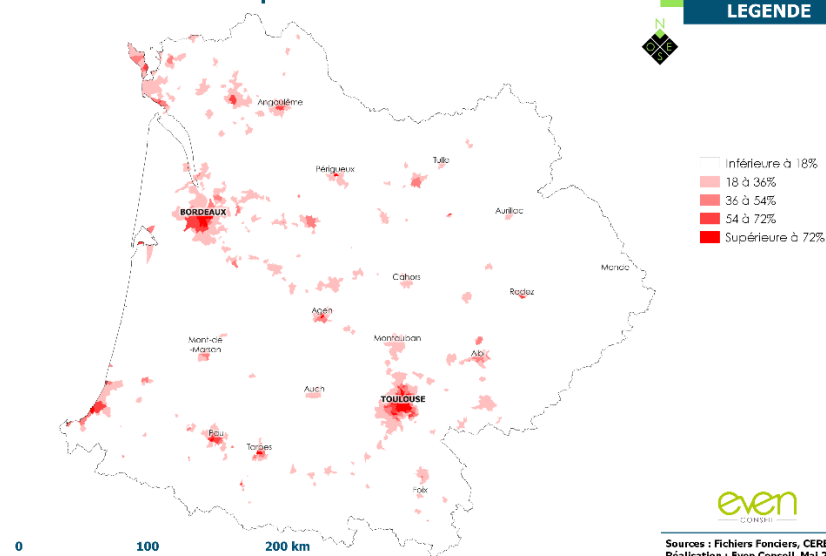 LEGENDE
N
O E
S
Inférieure à 18%
18 à 36%
36 à 54%
54 à 72%
Supérieure à 72%
Angoulême
Périgueux
Tulle
BORDEAUX
Aurillac
Mende
Cahors
Rodez
Agen
Mont-de
-Marsan
Montauban
Albi
Auch
TOULOUSE
Pau
Tarbes
Foix
0 100 200 km
even
CONSEIL
Sources : Fichiers Fonciers,
Réalisation : Even Conseil, Mai